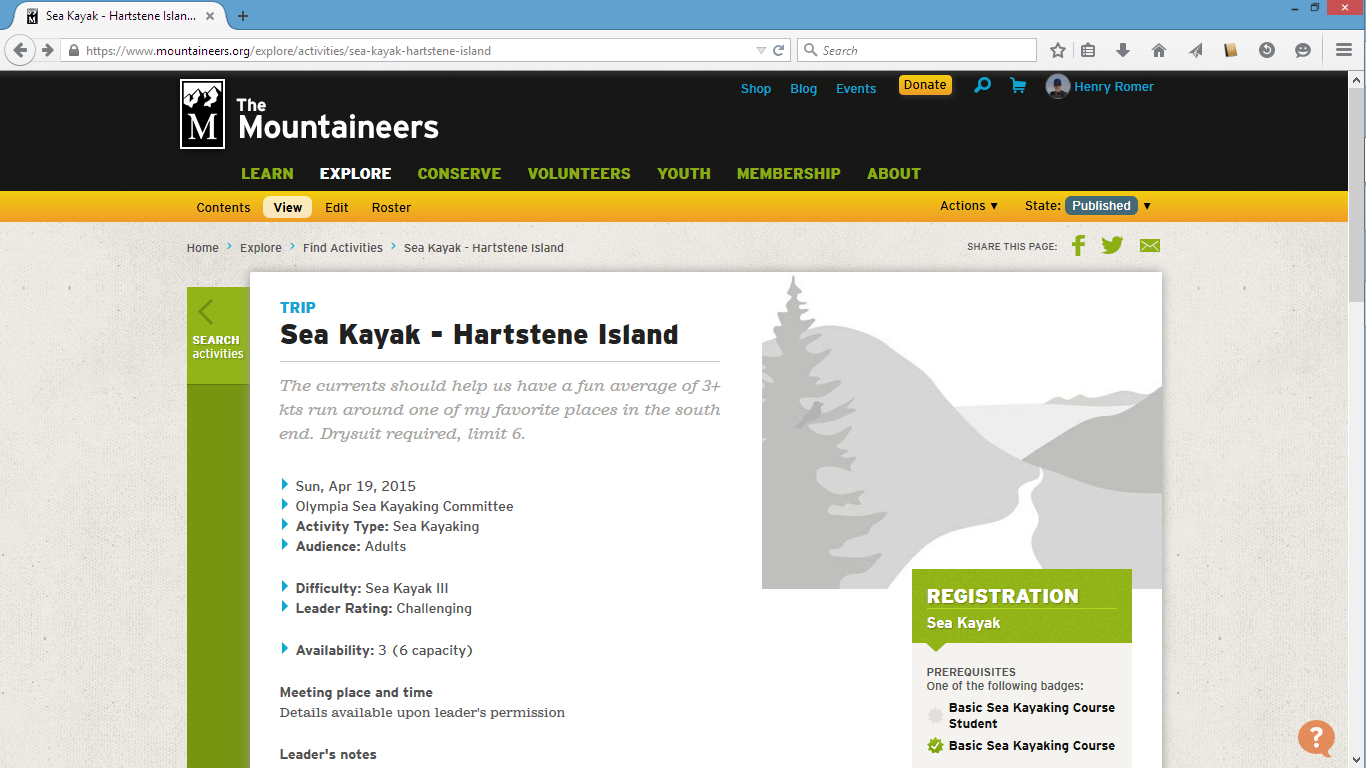 Sea Kayak - Hartstene Islan...
https://www.mountaineers.org/explore/activities/sea-kayak-hartstene-island
Search
M
The
Mountaineers
Shop Blog Events Donate Henry Romer
LEARN EXPLORE CONSERVE VOLUNTEERS YOUTH MEMBERSHIP ABOUT
Contents View Edit Roster Actions ▼ State: Published ▼
Home › Explore › Find Activities › Sea Kayak - Hartstene Island
SHARE THIS PAGE:
SEARCH
activities
TRIP
Sea Kayak - Hartstene Island
The currents should help us have a fun average of 3+
kts run around one of my favorite places in the south
end. Drysuit required, limit 6.
Sun, Apr 19, 2015
Olympia Sea Kayaking Committee
Activity Type: Sea Kayaking
Audience: Adults
Difficulty: Sea Kayak III
Leader Rating: Challenging
Availability: 3 (6 capacity)
Meeting place and time
Details available upon leader's permission
Leader's notes
REGISTRATION
Sea Kayak
PREREQUISITES
One of the following badges:
Basic Sea Kayaking Course
Student
Basic Sea Kayaking Course
?